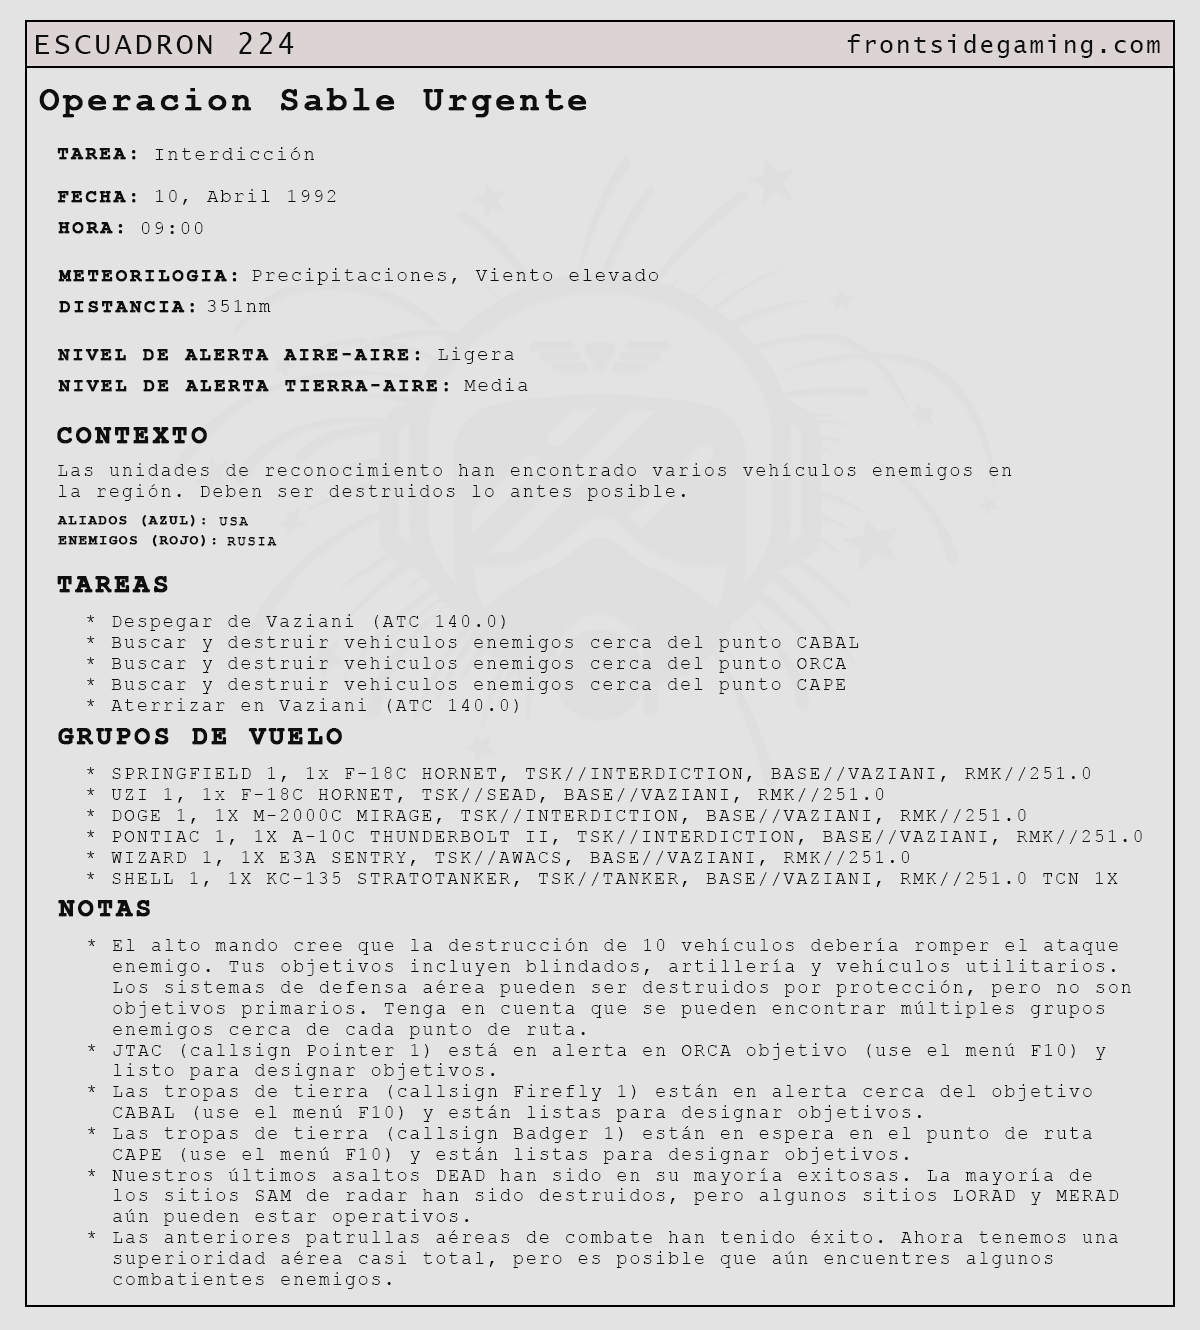 ESCUADRON 224
frontsidegaming.com
Operacion Sable Urgente
TAREA: Interdicción
FECHA: 10, Abril 1992
HORA: 09:00
METEORILOGIA: Precipitaciones, Viento elevado
DISTANCIA: 351nm
NIVEL DE ALERTA AIRE-AIRE: Ligera
NIVEL DE ALERTA TIERRA-AIRE: Media
CONTEXTO
Las unidades de reconocimiento han encontrado varios vehículos enemigos en
la región. Deben ser destruidos lo antes posible.
ALIADOS (AZUL): USA
ENEMIGOS (ROJO): RUSIA
TAREAS
* Despegar de Vaziani (ATC 140.0)
* Buscar y destruir vehiculos enemigos cerca del punto CABAL
* Buscar y destruir vehiculos enemigos cerca del punto ORCA
* Buscar y destruir vehiculos enemigos cerca del punto CAPE
* Aterrizar en Vaziani (ATC 140.0)
GRUPOS DE VUELO
* SPRINGFIELD 1, 1x F-18C HORNET, TSK//INTERDICTION, BASE//VAZIANI, RMK//251.0
* UZI 1, 1x F-18C HORNET, TSK//SEAD, BASE//VAZIANI, RMK//251.0
* DOGE 1, 1X M-2000C MIRAGE, TSK//INTERDICTION, BASE//VAZIANI, RMK//251.0
* PONTIAC 1, 1X A-10C THUNDERBOLT II, TSK//INTERDICTION, BASE//VAZIANI, RMK//251.0
* WIZARD 1, 1X E3A SENTRY, TSK//AWACS, BASE//VAZIANI, RMK//251.0
* SHELL 1, 1X KC-135 STRATOTANKER, TSK//TANKER, BASE//VAZIANI, RMK//251.0 TCN 1X
NOTAS
* El alto mando cree que la destrucción de 10 vehículos debería romper el ataque
enemigo. Tus objetivos incluyen blindados, artillería y vehículos utilitarios.
Los sistemas de defensa aérea pueden ser destruidos por protección, pero no son
objetivos primarios. Tenga en cuenta que se pueden encontrar múltiples grupos
enemigos cerca de cada punto de ruta.
* JTAC (callsign Pointer 1) está en alerta en ORCA objetivo (use el menú F10) y
listo para designar objetivos.
* Las tropas de tierra (callsign Firefly 1) están en alerta cerca del objetivo
CABAL (use el menú F10) y están listas para designar objetivos.
* Las tropas de tierra (callsign Badger 1) están en espera en el punto de ruta
CAPE (use el menú F10) y están listas para designar objetivos.
* Nuestros últimos asaltos DEAD han sido en su mayoría exitosas. La mayoría de
los sitios SAM de radar han sido destruidos, pero algunos sitios LORAD y MERAD
aún pueden estar operativos.
* Las anteriores patrullas aéreas de combate han tenido éxito. Ahora tenemos una
superioridad aérea casi total, pero es posible que aún encuentres algunos
combatientes enemigos.